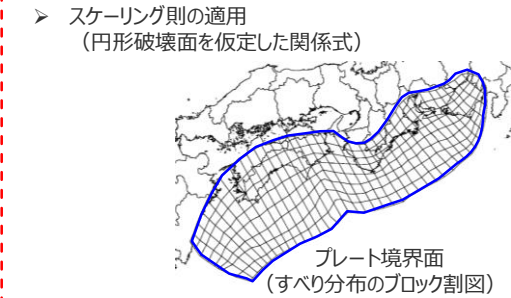 ➢ スケーリング則の適用
（円形破壊面を仮定した関係式）
プレート境界面
（すべり分布のブロック割図）